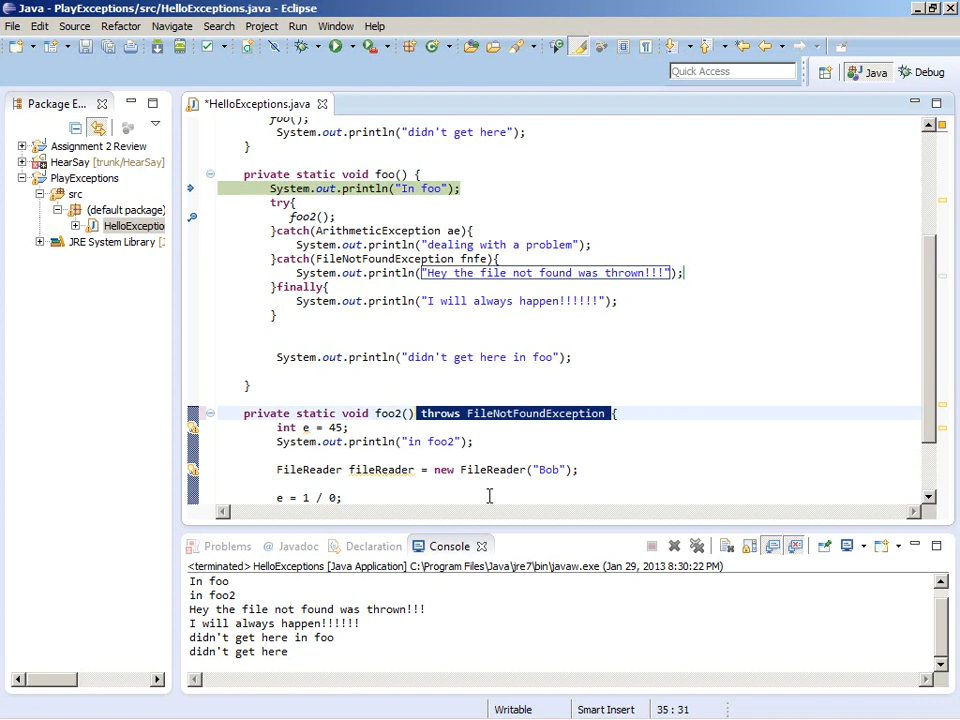 Java - PlayExceptions/src/HelloExceptions.java - Eclipse
File Edit Source Refactor Navigate Search Project Run Window Help
Quick Access
Java
Debug
Package E...
*HelloExceptions.java
Assignment 2 Review
HearSay [trunk/HearSay]
PlayExceptions
src
(default package)
HelloExceptio
JRE System Library [
foo();
System.out.println("didn't get here");
}
private static void foo() {
System.out.println("In foo");
try{
foo2();
}catch(ArithmeticException ae){
System.out.println("dealing with a problem");
}catch(FileNotFoundException fnfe){
System.out.println("Hey the file not found was thrown!!!");
}finally{
System.out.println("I will always happen!!!!!!");
}
System.out.println("didn't get here in foo");
}
private static void foo2() throws FileNotFoundException {
int e = 45;
System.out.println("in foo2");
FileReader fileReader = new FileReader("Bob");
e = 1 / 0;
Problems
@ Javadoc
Declaration
Console
<terminated> HelloExceptions [Java Application] C:\Program Files\Java\jre7\bin\javaw.exe (Jan 29, 2013 8:30:22 PM)
In foo
in foo2
Hey the file not found was thrown!!!
I will always happen!!!!!!
didn't get here in foo
didn't get here
Writable
Smart Insert
35 : 31